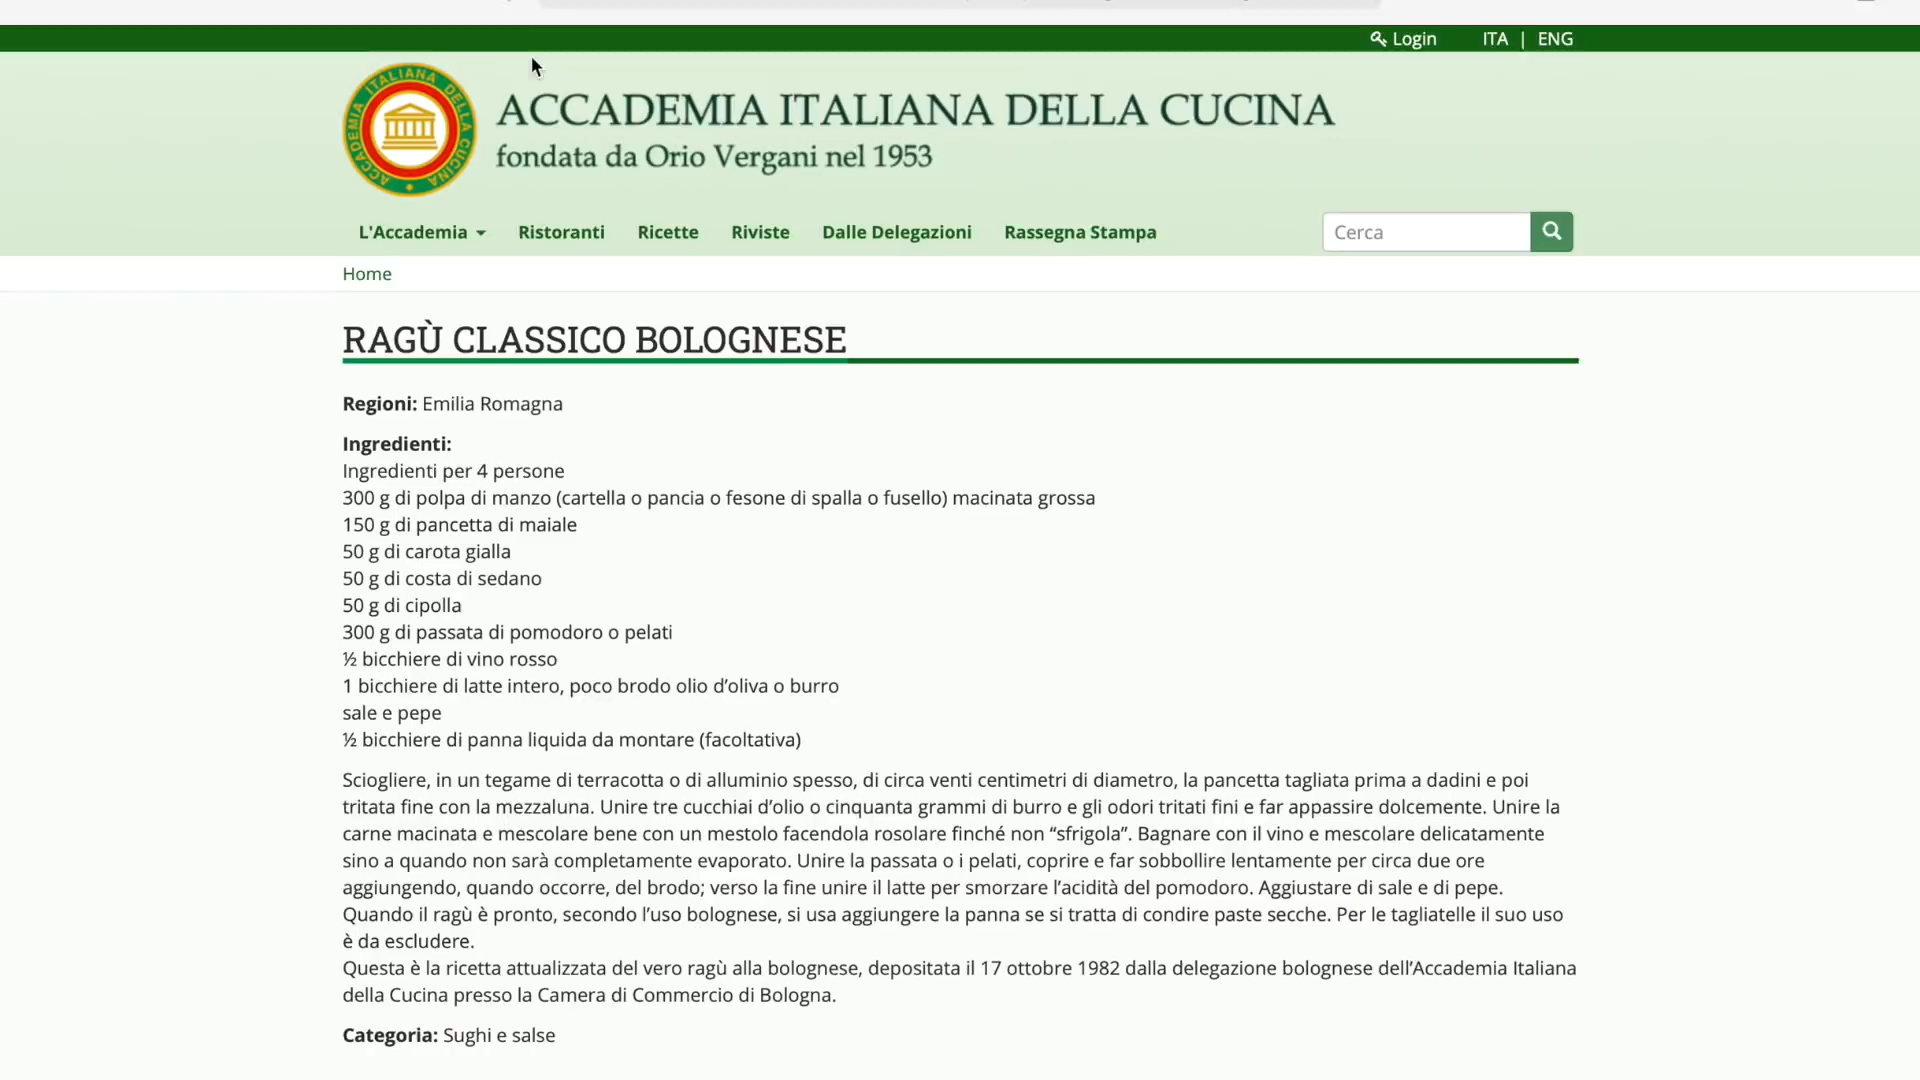 Login
ITA | ENG
ACCADEMIA ITALIANA DELLA CUCINA
ACCADEMIA ITALIANA DELLA CUCINA
fondata da Orio Vergani nel 1953
L'Accademia
Ristoranti
Ricette
Riviste
Dalle Delegazioni
Rassegna Stampa
Cerca
Home
RAGÙ CLASSICO BOLOGNESE
Regioni: Emilia Romagna
Ingredienti:
Ingredienti per 4 persone
300 g di polpa di manzo (cartella o pancia o fesone di spalla o fusello) macinata grossa
150 g di pancetta di maiale
50 g di carota gialla
50 g di costa di sedano
50 g di cipolla
300 g di passata di pomodoro o pelati
½ bicchiere di vino rosso
1 bicchiere di latte intero, poco brodo olio d’oliva o burro
sale e pepe
½ bicchiere di panna liquida da montare (facoltativa)
Sciogliere, in un tegame di terracotta o di alluminio spesso, di circa venti centimetri di diametro, la pancetta tagliata prima a dadini e poi
tritata fine con la mezzaluna. Unire tre cucchiai d’olio o cinquanta grammi di burro e gli odori tritati fini e far appassire dolcemente. Unire la
carne macinata e mescolare bene con un mestolo facendola rosolare finché non “sfrigola”. Bagnare con il vino e mescolare delicatamente
sino a quando non sarà completamente evaporato. Unire la passata o i pelati, coprire e far sobbollire lentamente per circa due ore
aggiungendo, quando occorre, del brodo; verso la fine unire il latte per smorzare l’acidità del pomodoro. Aggiustare di sale e di pepe.
Quando il ragù è pronto, secondo l’uso bolognese, si usa aggiungere la panna se si tratta di condire paste secche. Per le tagliatelle il suo uso
è da escludere.
Questa è la ricetta attualizzata del vero ragù alla bolognese, depositata il 17 ottobre 1982 dalla delegazione bolognese dell’Accademia Italiana
della Cucina presso la Camera di Commercio di Bologna.
Categoria: Sughi e salse